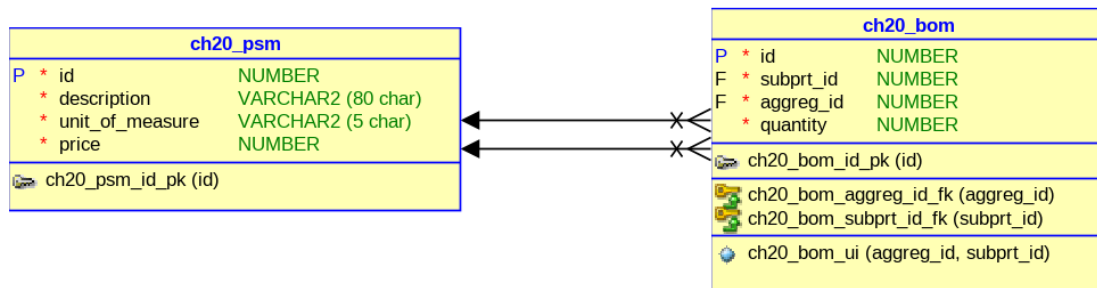 ch20_psm
P * id NUMBER
* description VARCHAR2 (80 char)
* unit_of_measure VARCHAR2 (5 char)
* price NUMBER
ch20_psm_id_pk (id)
ch20_bom
P * id NUMBER
F * subprt_id NUMBER
F * aggreg_id NUMBER
* quantity NUMBER
ch20_bom_id_pk (id)
ch20_bom_aggreg_id_fk (aggreg_id)
ch20_bom_subprt_id_fk (subprt_id)
ch20_bom_ui (aggreg_id, subprt_id)